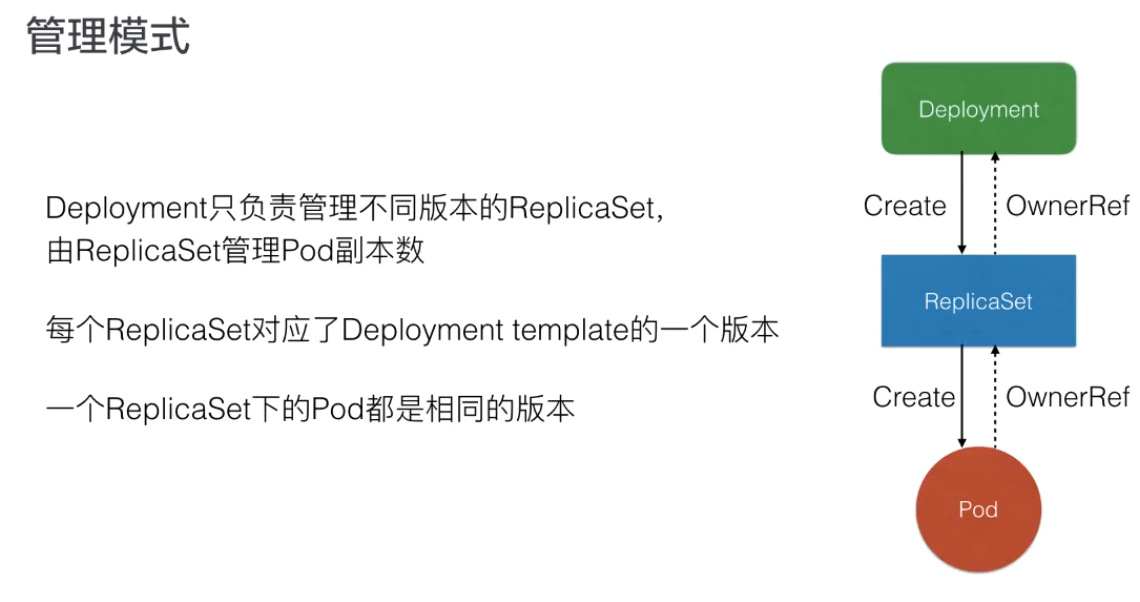 管理模式
Deployment只负责管理不同版本的ReplicaSet,
由ReplicaSet管理Pod副本数
每个ReplicaSet对应了Deployment template的一个版本
一个ReplicaSet下的Pod都是相同的版本
Deployment
Create
OwnerRef
ReplicaSet
Create
OwnerRef
Pod